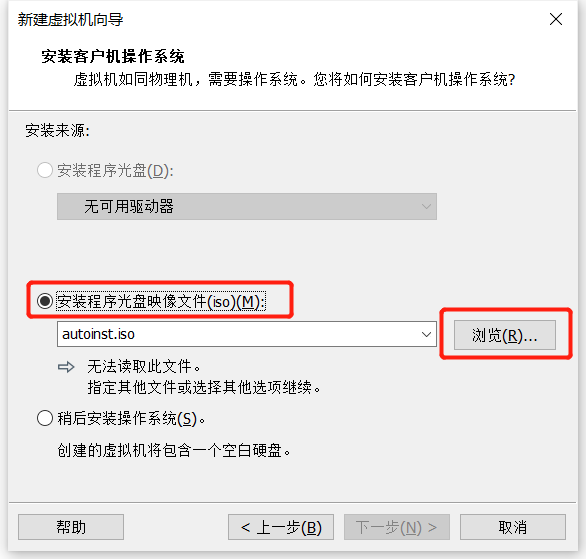 新建虚拟机向导
安装客户机操作系统
虚拟机如同物理机，需要操作系统。您将如何安装客户机操作系统?
安装来源:
安装程序光盘(D):
无可用驱动器
安装程序光盘映像文件(iso)(M):
autoinst.iso
浏览(R)...
无法读取此文件。
指定其他文件或选择其他选项继续。
稍后安装操作系统(S)。
创建的虚拟机将包含一个空白硬盘。
帮助
< 上一步(B)
下一步(N) >
取消